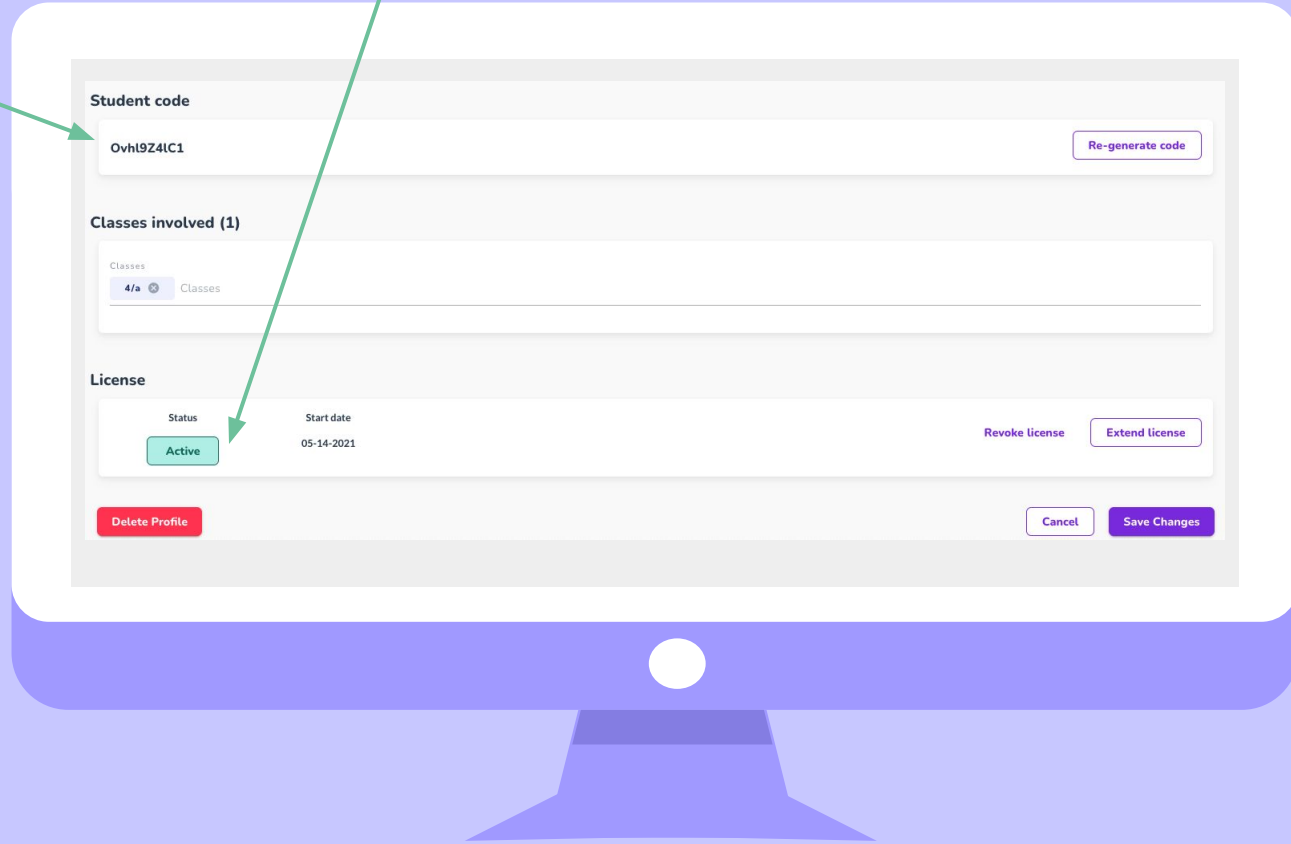 Student code
Ovhl9Z4lC1
Re-generate code
Classes involved (1)
Classes
4/a Classes
License
Status Start date
Active 05-14-2021
Revoke license Extend license
Delete Profile Cancel Save Changes